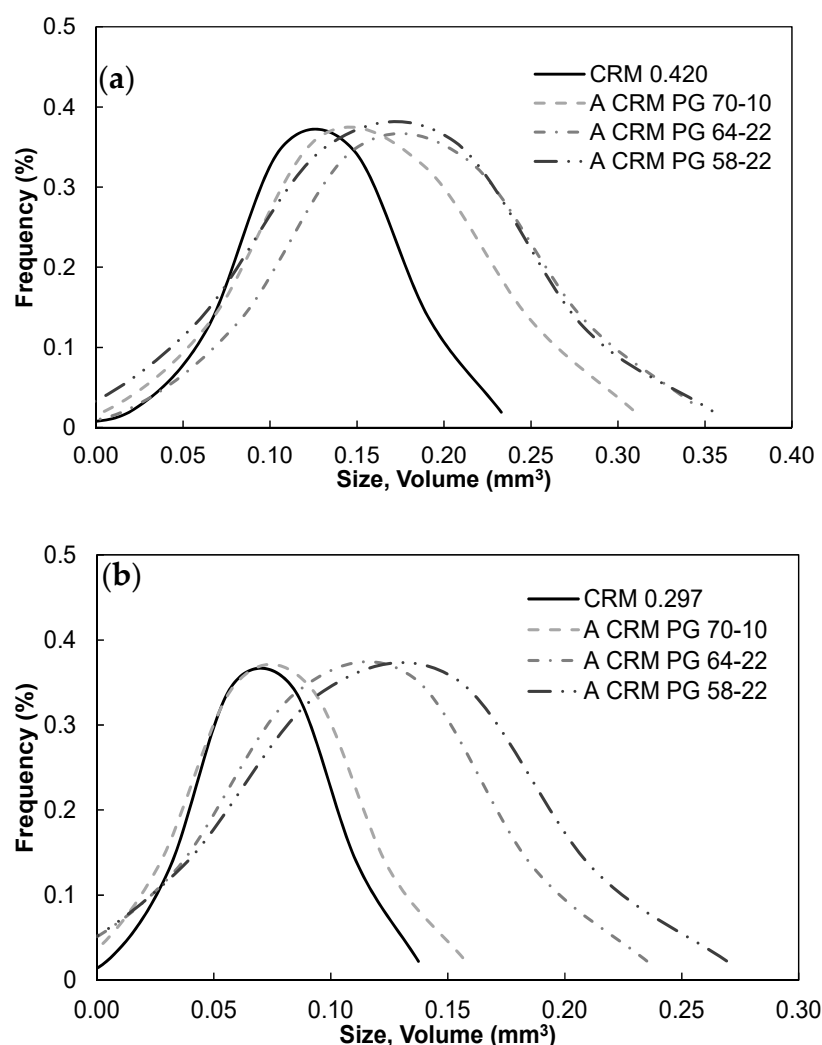 0.5
(a)
CRM 0.420
A CRM PG 70-10
0.4
A CRM PG 64-22
A CRM PG 58-22
0.3
Frequency (%)
0.2
0.1
0
0.00 0.05 0.10 0.15 0.20 0.25 0.30 0.35 0.40
Size, Volume (mm³)
0.5
(b)
CRM 0.297
A CRM PG 70-10
0.4
A CRM PG 64-22
A CRM PG 58-22
0.3
Frequency (%)
0.2
0.1
0
0.00 0.05 0.10 0.15 0.20 0.25 0.30
Size, Volume (mm³)